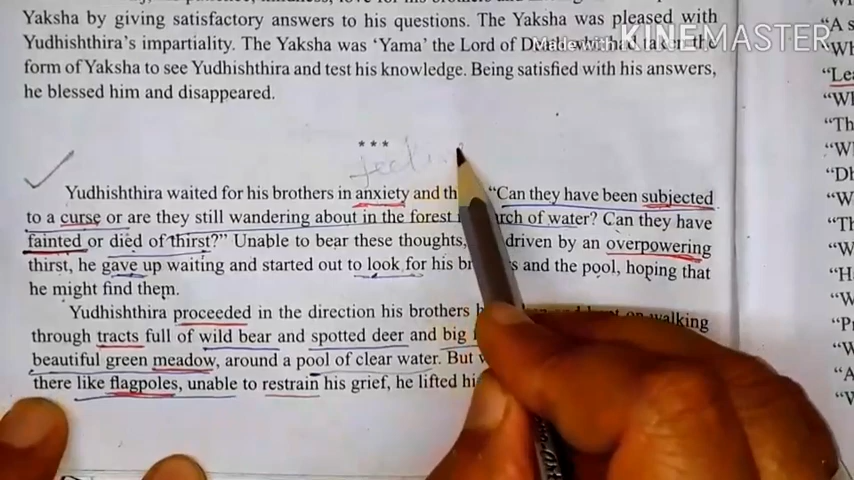 Yaksha by giving satisfactory answers to his questions. The Yaksha was pleased with
Yudhishthira's impartiality. The Yaksha was 'Yama' the Lord of
form of Yaksha to see Yudhishthira and test his knowledge. Being satisfied with his answers,
he blessed him and disappeared.
Made with KINEMASTER
***
Yudhishthira waited for his brothers in anxiety and "Can they have been subjected
to a curse or are they still wandering about in the forest of water? Can they have
fainted or died of thirst?" Unable to bear these thoughts, driven by an overpowering
thirst, he gave up waiting and started out to look for his and the pool, hoping that
he might find them.
Yudhishthira proceeded in the direction his brothers on walking
through tracts full of wild bear and spotted deer and big
beautiful green meadow, around a pool of clear water. But
there like flagpoles, unable to restrain his grief, he lifted